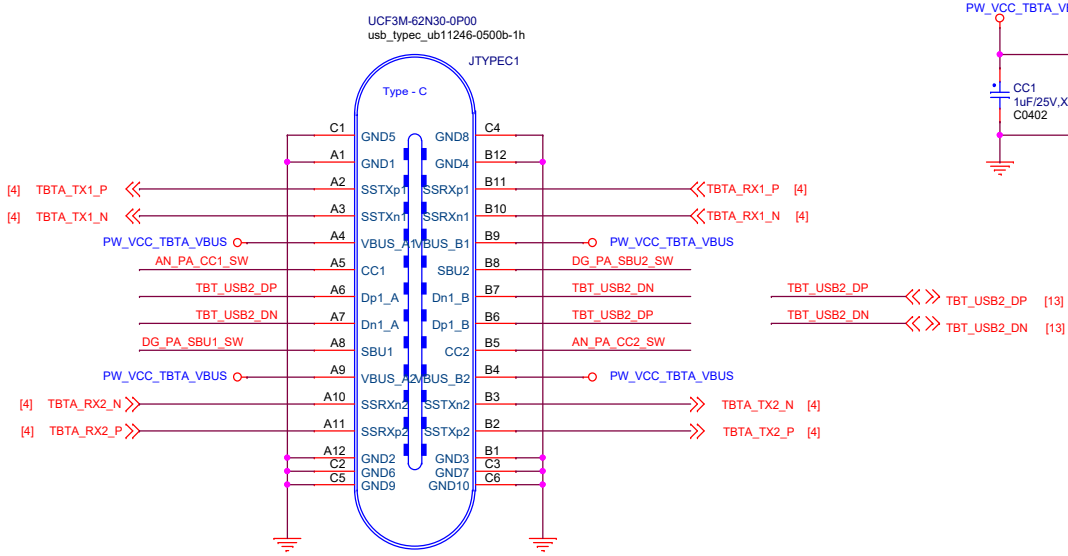 UCF3M-62N30-0P00
usb_typec_ub11246-0500b-1h
JTYPEC1
Type - C
PW_VCC_TBTA_VB
CC1
1uF/25V,X
C0402
C1 GND5 GND8 C4
A1 GND1 GND4 B12
[4] TBTA_TX1_P A2 SSTXp1 SSRXp1 B11 TBTA_RX1_P [4]
[4] TBTA_TX1_N A3 SSTXn1 SSRXn1 B10 TBTA_RX1_N [4]
PW_VCC_TBTA_VBUS A4 VBUS_A1 VBUS_B1 B9 PW_VCC_TBTA_VBUS
AN_PA_CC1_SW A5 CC1 SBU2 B8 DG_PA_SBU2_SW
TBT_USB2_DP A6 Dp1_A Dn1_B B7 TBT_USB2_DN TBT_USB2_DP TBT_USB2_DP [13]
TBT_USB2_DN A7 Dn1_A Dp1_B B6 TBT_USB2_DP TBT_USB2_DN TBT_USB2_DN [13]
DG_PA_SBU1_SW A8 SBU1 CC2 B5 AN_PA_CC2_SW
PW_VCC_TBTA_VBUS A9 VBUS_A2 VBUS_B2 B4 PW_VCC_TBTA_VBUS
[4] TBTA_RX2_N A10 SSRXn2 SSTXn2 B3 TBTA_TX2_N [4]
[4] TBTA_RX2_P A11 SSRXp2 SSTXp2 B2 TBTA_TX2_P [4]
A12 GND2 GND3 B1
C2 GND6 GND7 C3
C5 GND9 GND10 C6